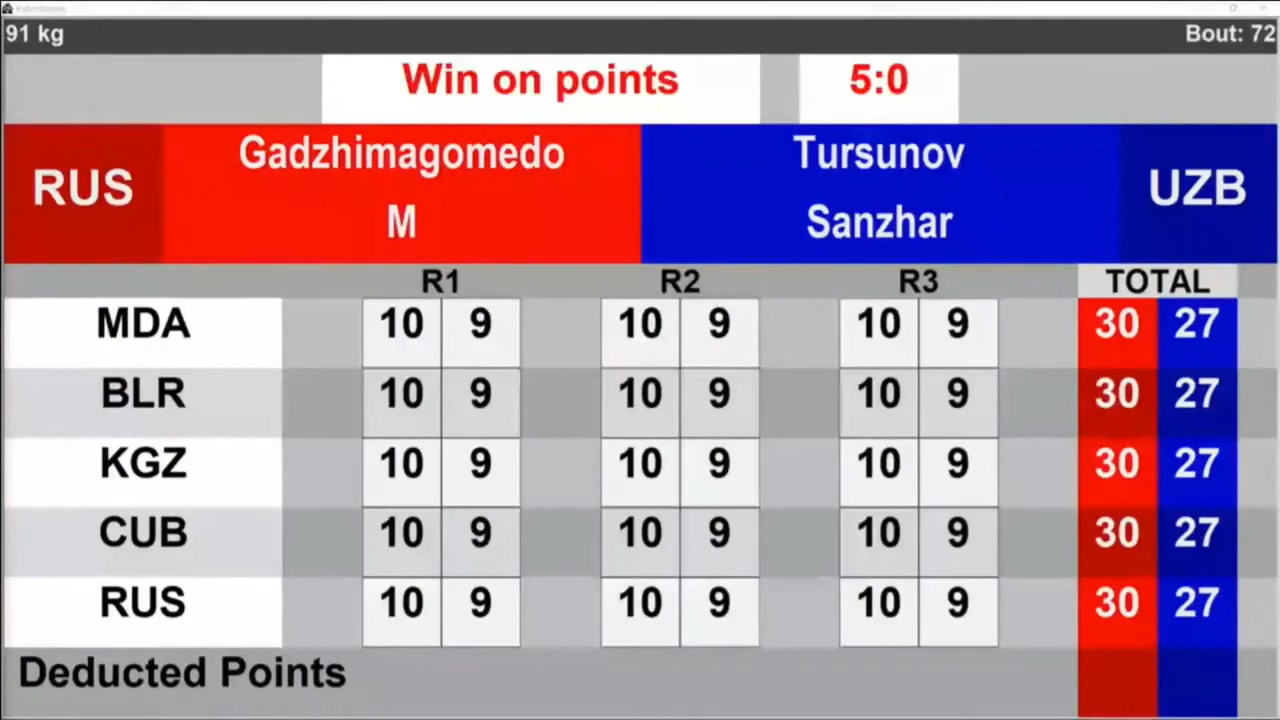 91 kg Bout: 72
Win on points 5:0
RUS Gadzhimagomedo M Tursunov Sanzhar UZB
R1 R2 R3 TOTAL
MDA 10 9 10 9 10 9 30 27
BLR 10 9 10 9 10 9 30 27
KGZ 10 9 10 9 10 9 30 27
CUB 10 9 10 9 10 9 30 27
RUS 10 9 10 9 10 9 30 27
Deducted Points